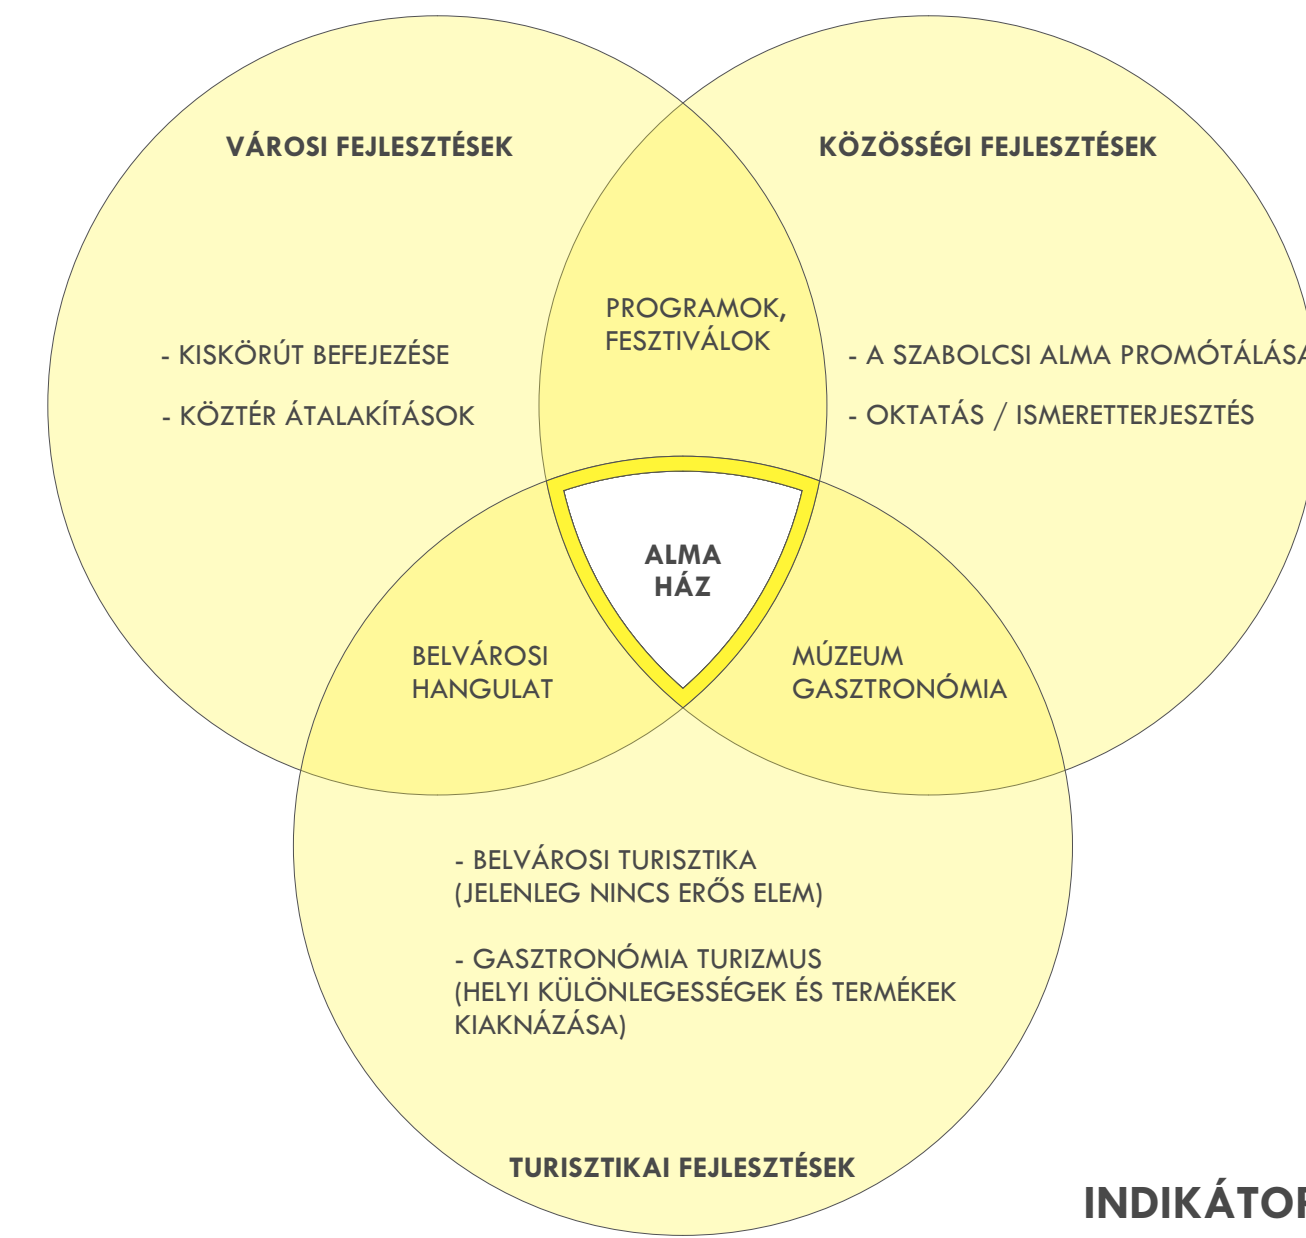 VÁROSI FEJLESZTÉSEK
KÖZÖSSÉGI FEJLESZTÉSEK
PROGRAMOK,
FESZTIVÁLOK
- KISKÖRÚT BEFEJEZÉSE
- KÖZTÉR ÁTALAKÍTÁSOK
- A SZABOLCSI ALMA PROMÓTÁLÁSA
- OKTATÁS / ISMERETTERJESZTÉS
ALMA
HÁZ
BELVÁROSI
HANGULAT
MÚZEUM
GASZTRONÓMIA
- BELVÁROSI TURISZTIKA
(JELENLEG NINCS ERŐS ELEM)
- GASZTRONÓMIA TURIZMUS
(HELYI KÜLÖNLEGESSÉGEK ÉS TERMÉKEK
KIAKNÁZÁSA)
TURISZTIKAI FEJLESZTÉSEK
INDIKÁTOR